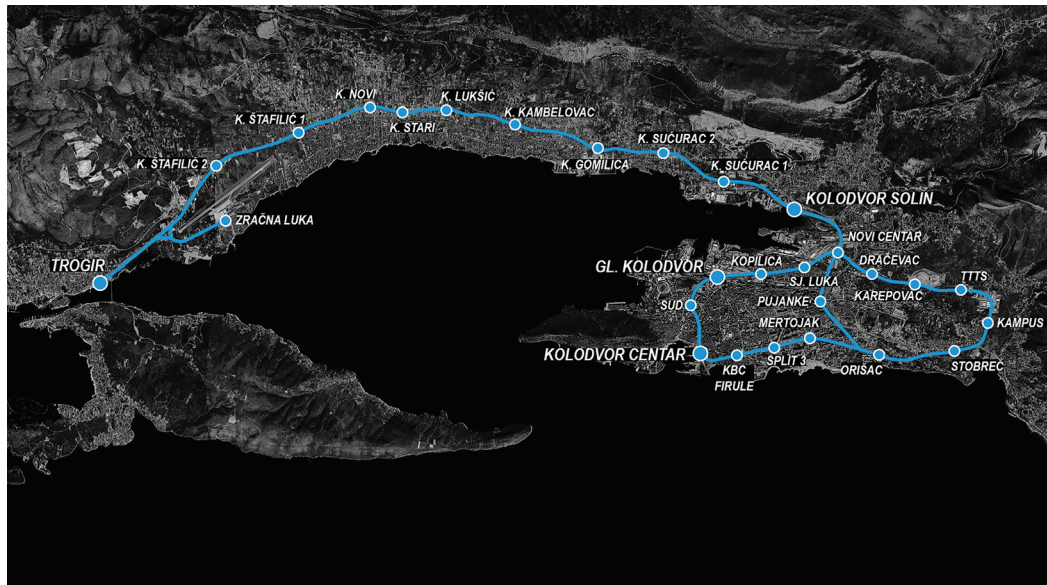 K. NOVI
K. LUKŠIĆ
K. ŠTAFILIĆ 1
K. STARI
K. KAMBELOVAC
K. SUĆURAC 2
K. ŠTAFILIĆ 2
K. GOMILICA
K. SUĆURAC 1
KOLODVOR SOLIN
ZRAČNA LUKA
NOVI CENTAR
TROGIR
GL. KOLODVOR
KOPILICA
DRAČEVAC
SJ. LUKA
TTTS
KAREPOVAC
SUD
PUJANKE
MERTOJAK
KAMPUS
KOLODVOR CENTAR
KBC
FIRULE
SPLIT 3
ORIŠAC
STOBREČ